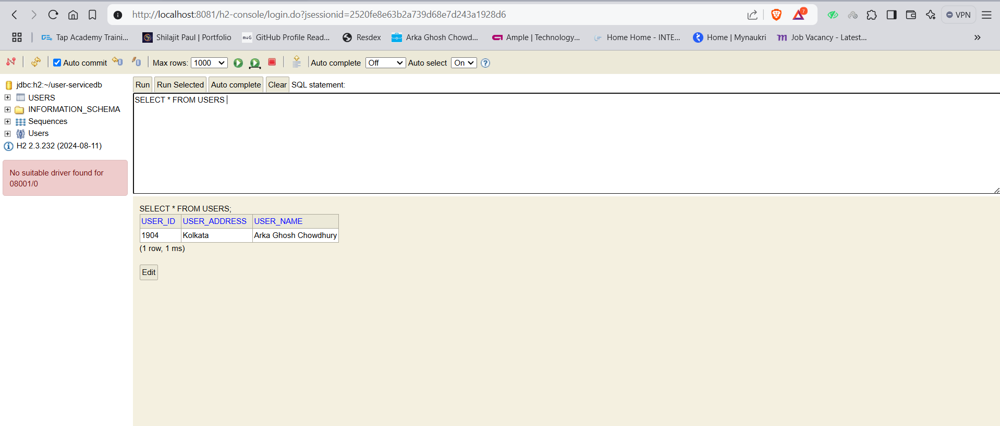 http://localhost:8081/h2-console/login.do?jsessionid=2520fe8e63b2a739d68e7d243a1928d6
7
VPN
Tap Academy Traini...
Shilajit Paul | Portfolio
GitHub Profile Read...
Resdex
Arka Ghosh Chowd...
Ample | Technology...
Home Home - INTE...
Home | Mynaukri
Job Vacancy - Latest...
Auto commit
Max rows: 1000
Auto complete Off
Auto select On
jdbc:h2:~/user-servicedb
USERS
INFORMATION_SCHEMA
Sequences
Users
H2 2.3.232 (2024-08-11)
No suitable driver found for
08001/0
Run Run Selected Auto complete Clear SQL statement:
SELECT * FROM USERS
SELECT * FROM USERS;
USER_ID USER_ADDRESS USER_NAME
1904 Kolkata Arka Ghosh Chowdhury
(1 row, 1 ms)
Edit